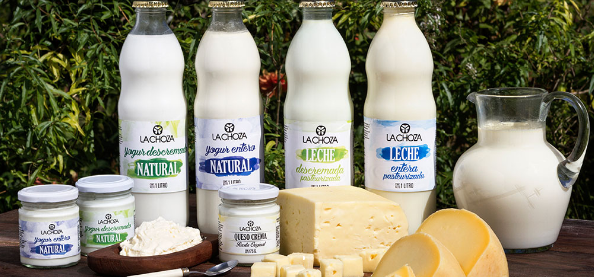 LA CHOZA
yogur descremado
NATURAL
1 LITRO
LA CHOZA
yogur entero
NATURAL
1 LITRO
LA CHOZA
LECHE
descremada
pasteurizada
1 LITRO
LA CHOZA
LECHE
entera
pasteurizada
1 LITRO
LA CHOZA
yogur entero
NATURAL
LA CHOZA
yogur descremado
NATURAL
LA CHOZA
QUESO CREMA